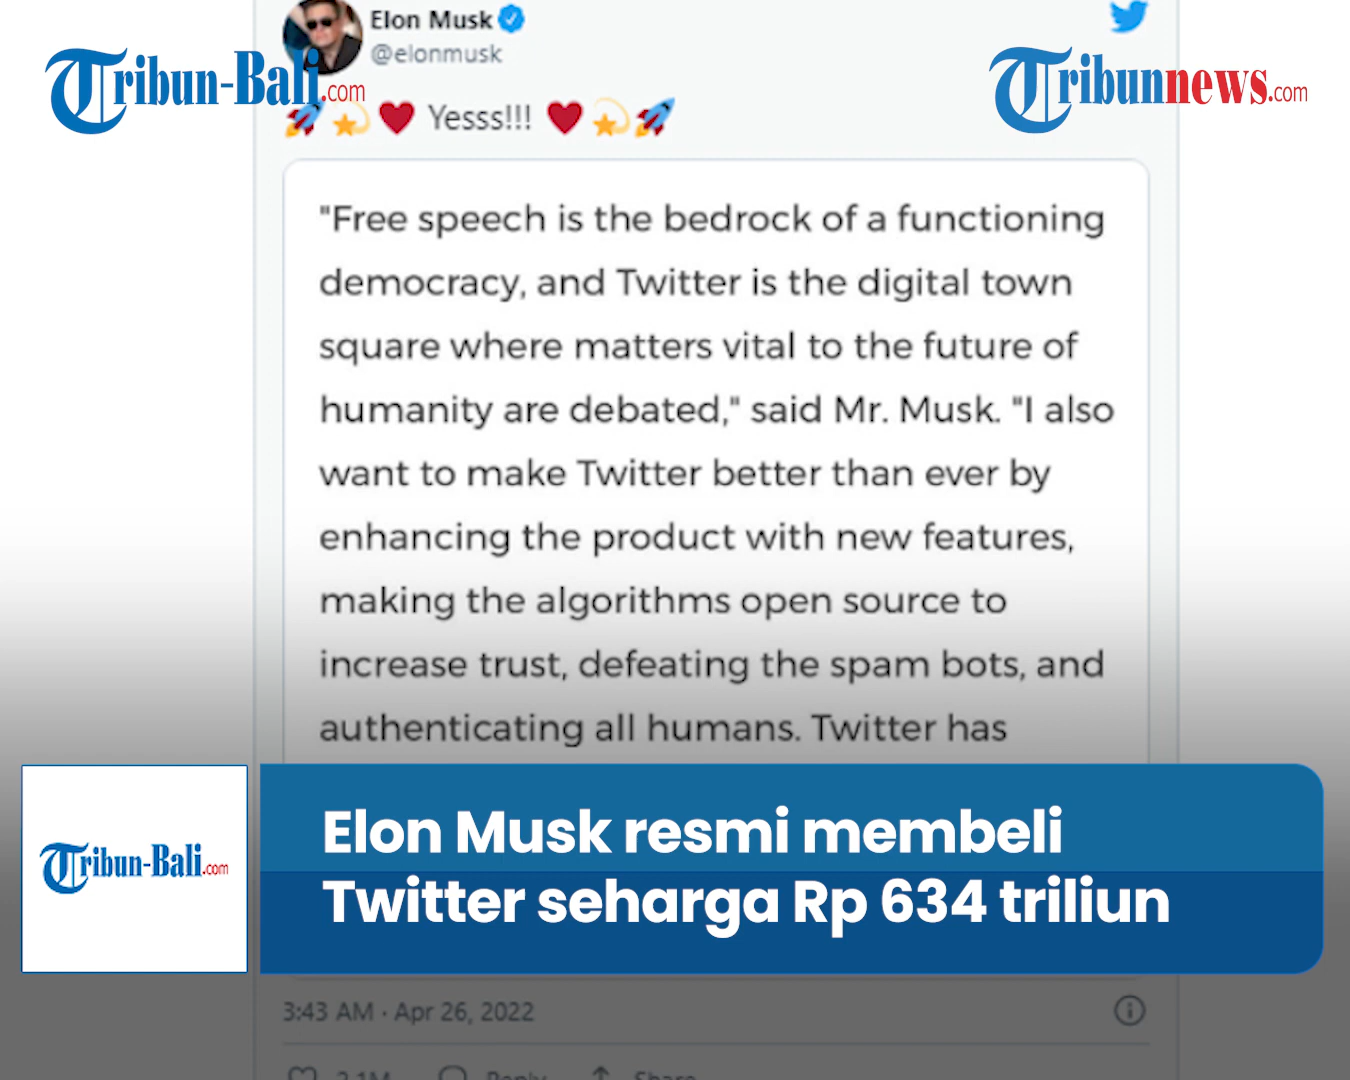 Elon Musk
@elonmusk
Tribun-Bali.com
Tribunnews.com
🚀 💫 ❤️ Yesss!!! ❤️ 💫 🚀
"Free speech is the bedrock of a functioning
democracy, and Twitter is the digital town
square where matters vital to the future of
humanity are debated," said Mr. Musk. "I also
want to make Twitter better than ever by
enhancing the product with new features,
making the algorithms open source to
increase trust, defeating the spam bots, and
authenticating all humans. Twitter has
Tribun-Bali.com
Elon Musk resmi membeli
Twitter seharga Rp 634 triliun
3:43 AM · Apr 26, 2022
Reply
Share